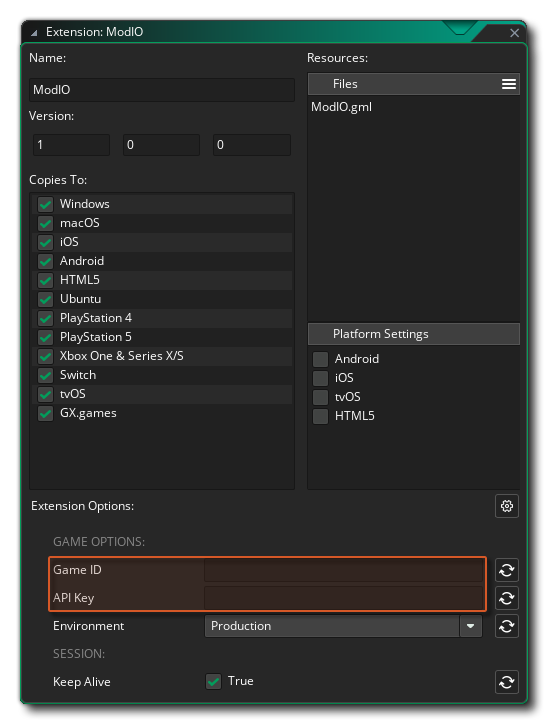 Extension: ModIO
Name:
ModIO
Version:
1 0 0
Copies To:
Windows
macOS
iOS
Android
HTML5
Ubuntu
PlayStation 4
PlayStation 5
Xbox One & Series X/S
Switch
tvOS
GX.games
Resources:
Files
ModIO.gml
Platform Settings
Android
iOS
tvOS
HTML5
Extension Options:
GAME OPTIONS:
Game ID
API Key
Environment Production
SESSION:
Keep Alive True